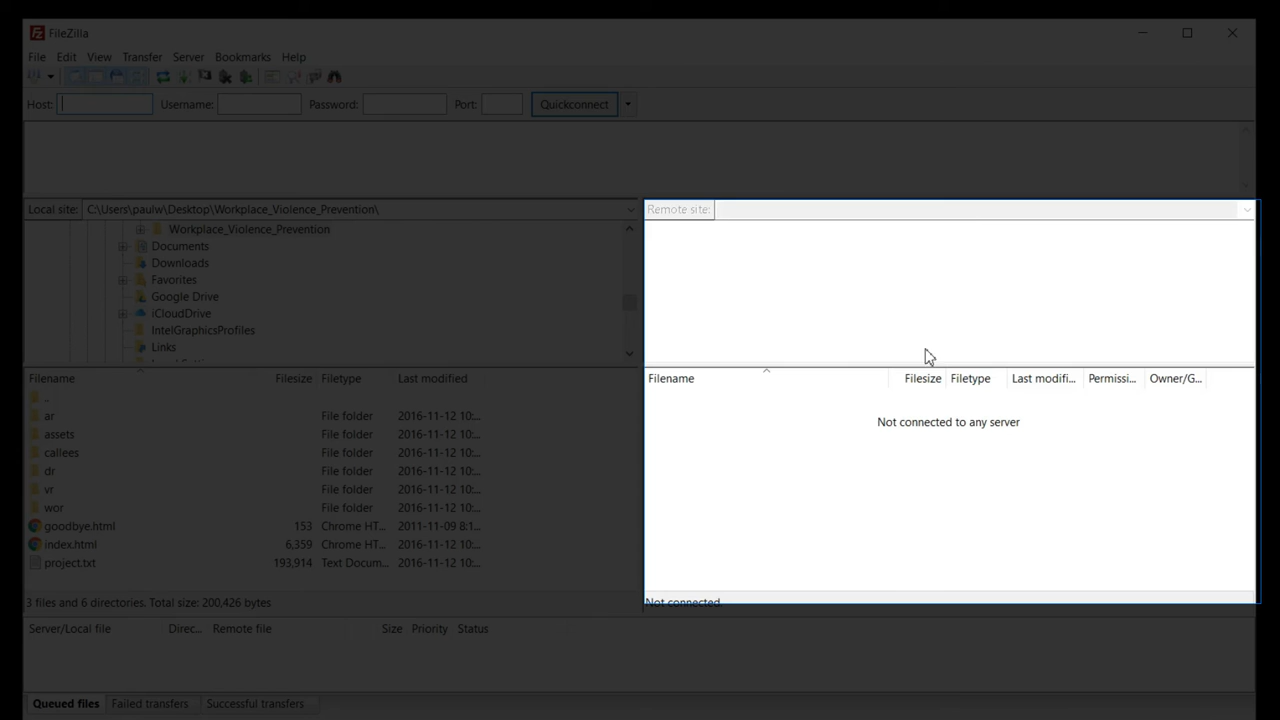 FileZilla
File Edit View Transfer Server Bookmarks Help
Host: Username: Password: Port: Quickconnect
Local site: C:\Users\paulw\Desktop\Workplace_Violence_Prevention\
Workplace_Violence_Prevention
Documents
Downloads
Favorites
Google Drive
iCloudDrive
IntelGraphicsProfiles
Links
Filename Filesize Filetype Last modified
..
ar File folder 2016-11-12 10:...
assets File folder 2016-11-12 10:...
callees File folder 2016-11-12 10:...
dr File folder 2016-11-12 10:...
vr File folder 2016-11-12 10:...
wor File folder 2016-11-12 10:...
goodbye.html 153 Chrome HT... 2011-11-09 8:1...
index.html 6,359 Chrome HT... 2016-11-12 10:...
project.txt 193,914 Text Docum... 2016-11-12 10:...
3 files and 6 directories. Total size: 200,426 bytes
Remote site:
Filename Filesize Filetype Last modifi... Permissi... Owner/G...
Not connected to any server
Not connected.
Server/Local file Direc... Remote file Size Priority Status
Queued files Failed transfers Successful transfers